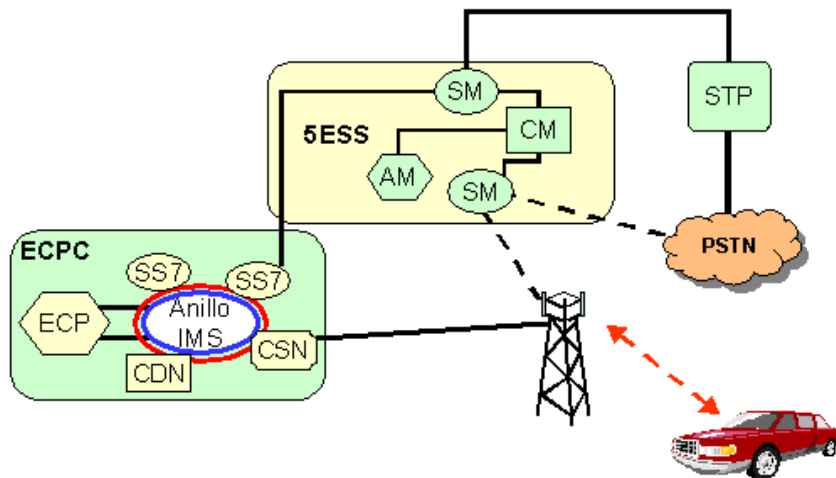 SM
STP
5ESS
CM
AM
SM
PSTN
ECPC
SS7
SS7
ECP
Anillo
IMS
CSN
CDN